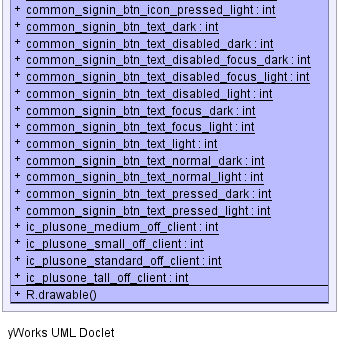 + common_signin_btn_icon_pressed_light : int
+ common_signin_btn_text_dark : int
+ common_signin_btn_text_disabled_dark : int
+ common_signin_btn_text_disabled_focus_dark : int
+ common_signin_btn_text_disabled_focus_light : int
+ common_signin_btn_text_disabled_light : int
+ common_signin_btn_text_focus_dark : int
+ common_signin_btn_text_focus_light : int
+ common_signin_btn_text_light : int
+ common_signin_btn_text_normal_dark : int
+ common_signin_btn_text_normal_light : int
+ common_signin_btn_text_pressed_dark : int
+ common_signin_btn_text_pressed_light : int
+ ic_plusone_medium_off_client : int
+ ic_plusone_small_off_client : int
+ ic_plusone_standard_off_client : int
+ ic_plusone_tall_off_client : int
+ R.drawable()
yWorks UML Doclet